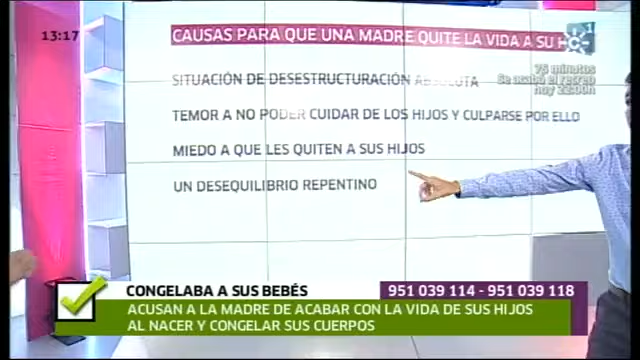 13:17
CAUSAS PARA QUE UNA MADRE QUITE LA VIDA A SU H
1
75 minutos
Se acabó el recreo
hoy 22:00h
SITUACIÓN DE DESESTRUCTURACIÓN ABSOLUTA
TEMOR A NO PODER CUIDAR DE LOS HIJOS Y CULPARSE POR ELLO
MIEDO A QUE LES QUITEN A SUS HIJOS
UN DESEQUILIBRIO REPENTINO
CONGELABA A SUS BEBÉS
951 039 114 - 951 039 118
ACUSAN A LA MADRE DE ACABAR CON LA VIDA DE SUS HIJOS
AL NACER Y CONGELAR SUS CUERPOS